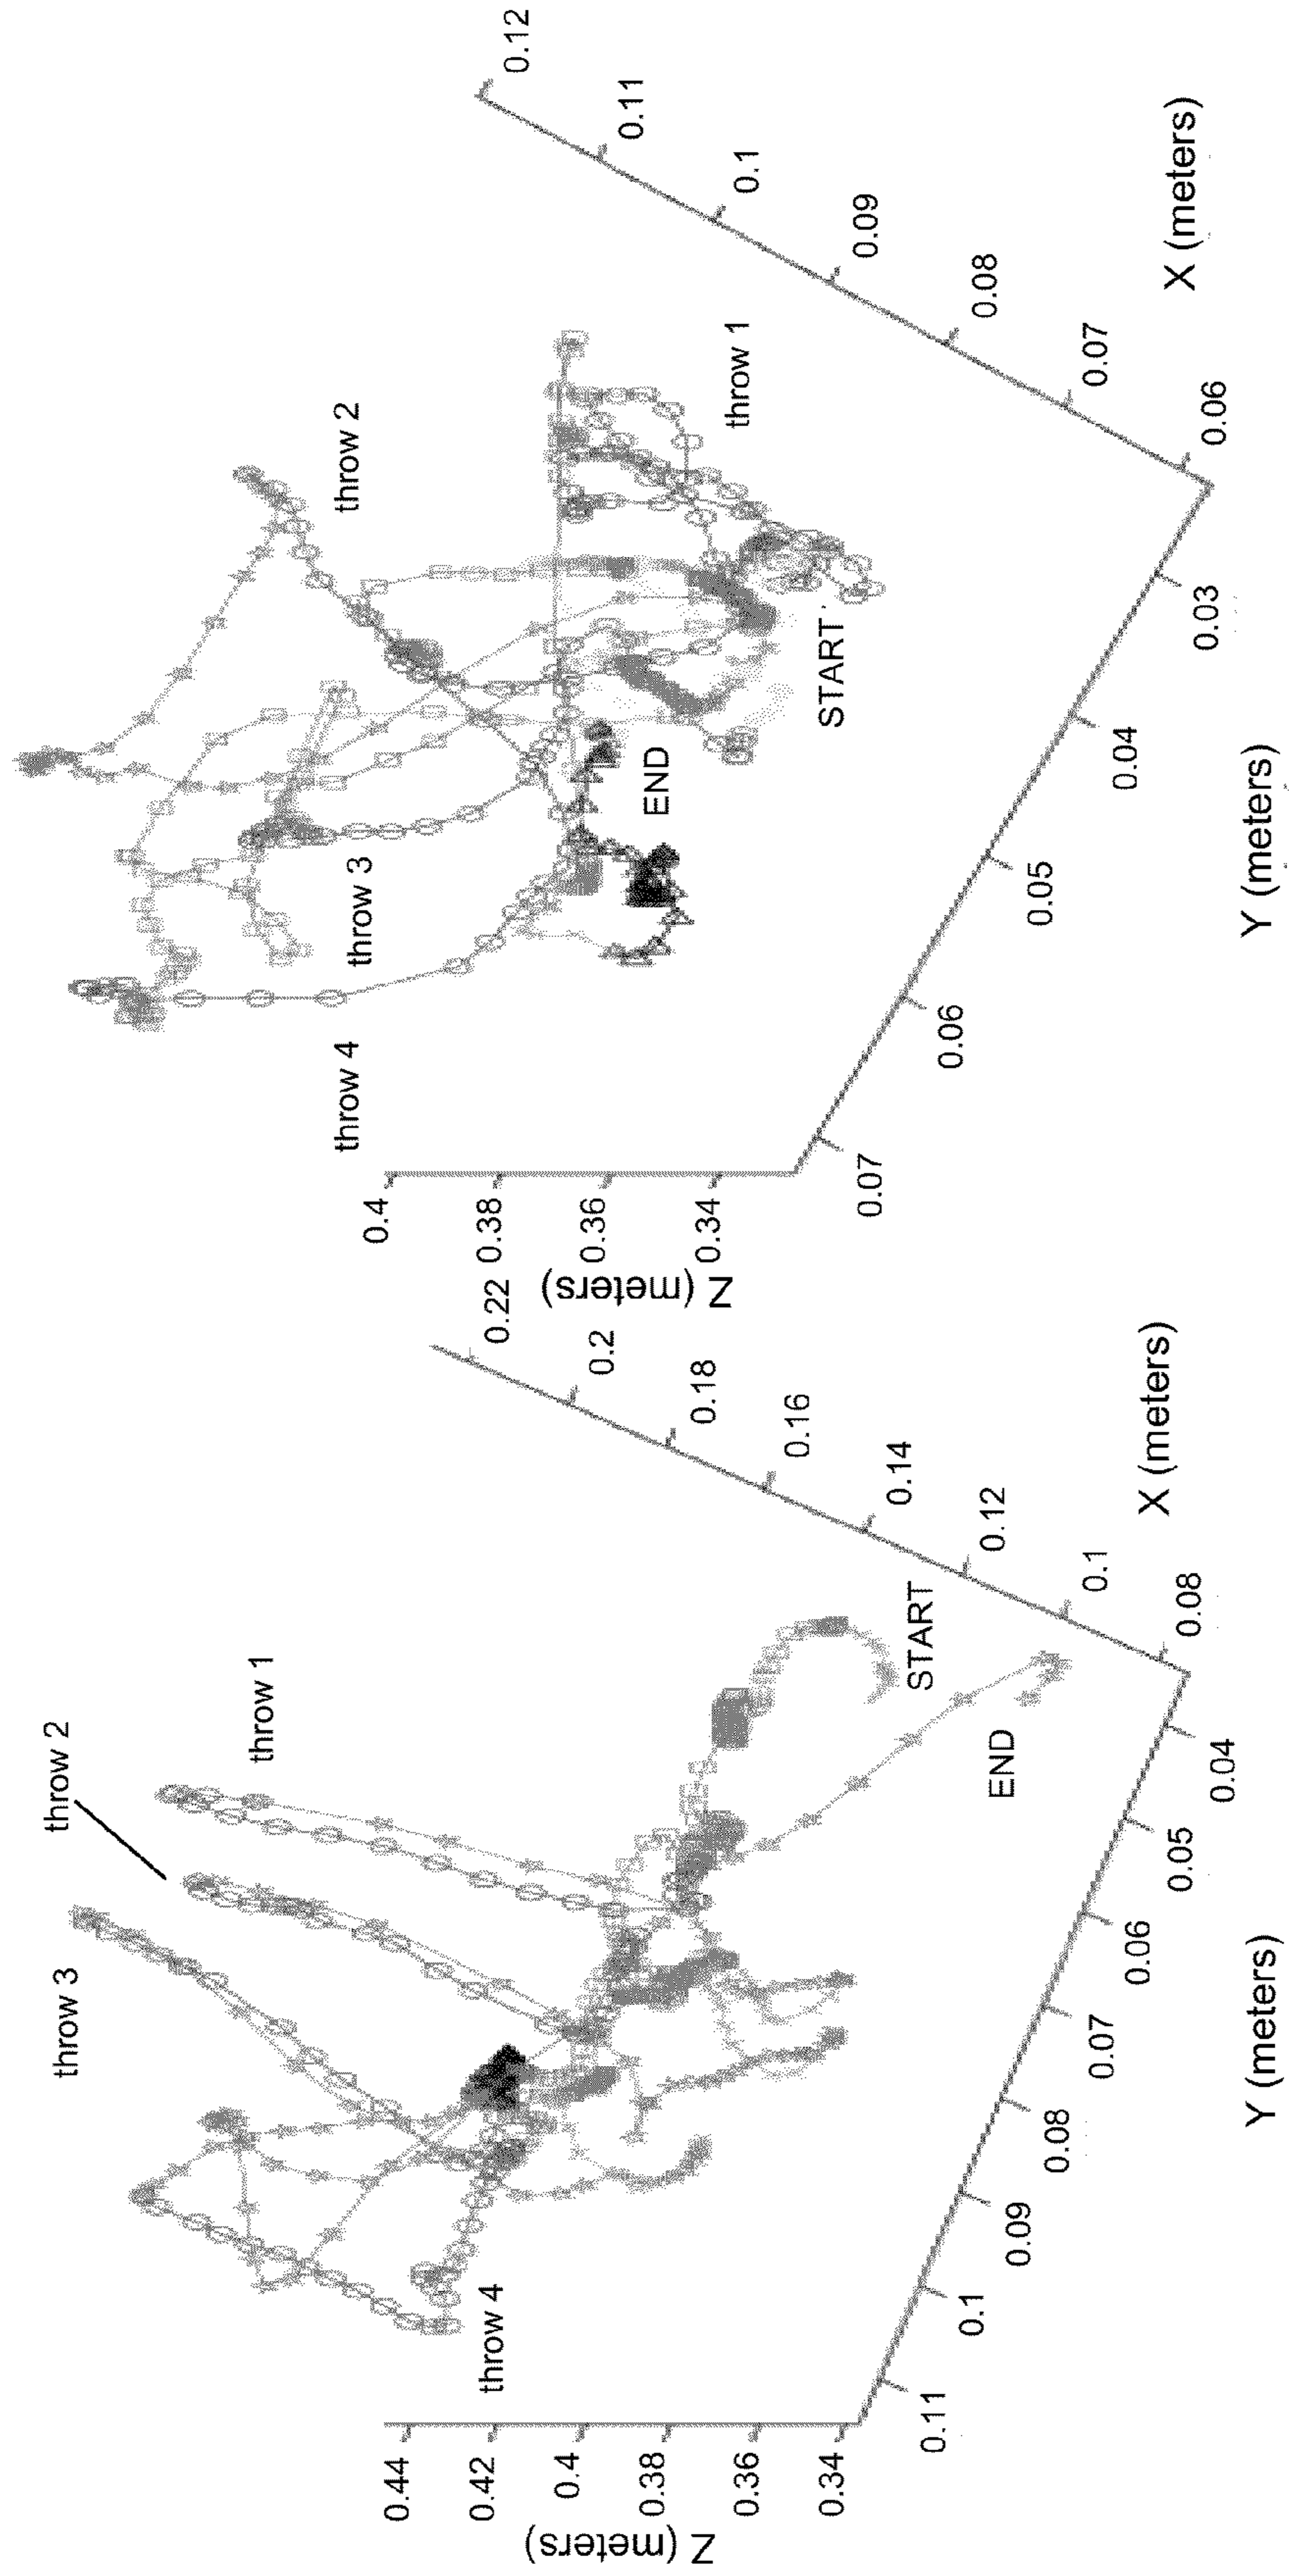 throw 1
throw 2
throw 3
throw 4
START
END
Z (meters)
0.44
0.42
0.4
0.38
0.36
0.34
Y (meters)
0.11
0.1
0.09
0.08
0.07
0.06
0.05
0.04
X (meters)
0.08
0.1
0.12
0.14
0.16
0.18
0.2
0.22
throw 4
throw 3
throw 2
throw 1
START
END
Z (meters)
0.4
0.38
0.36
0.34
Y (meters)
0.07
0.06
0.05
0.04
0.03
X (meters)
0.06
0.07
0.08
0.09
0.1
0.11
0.12